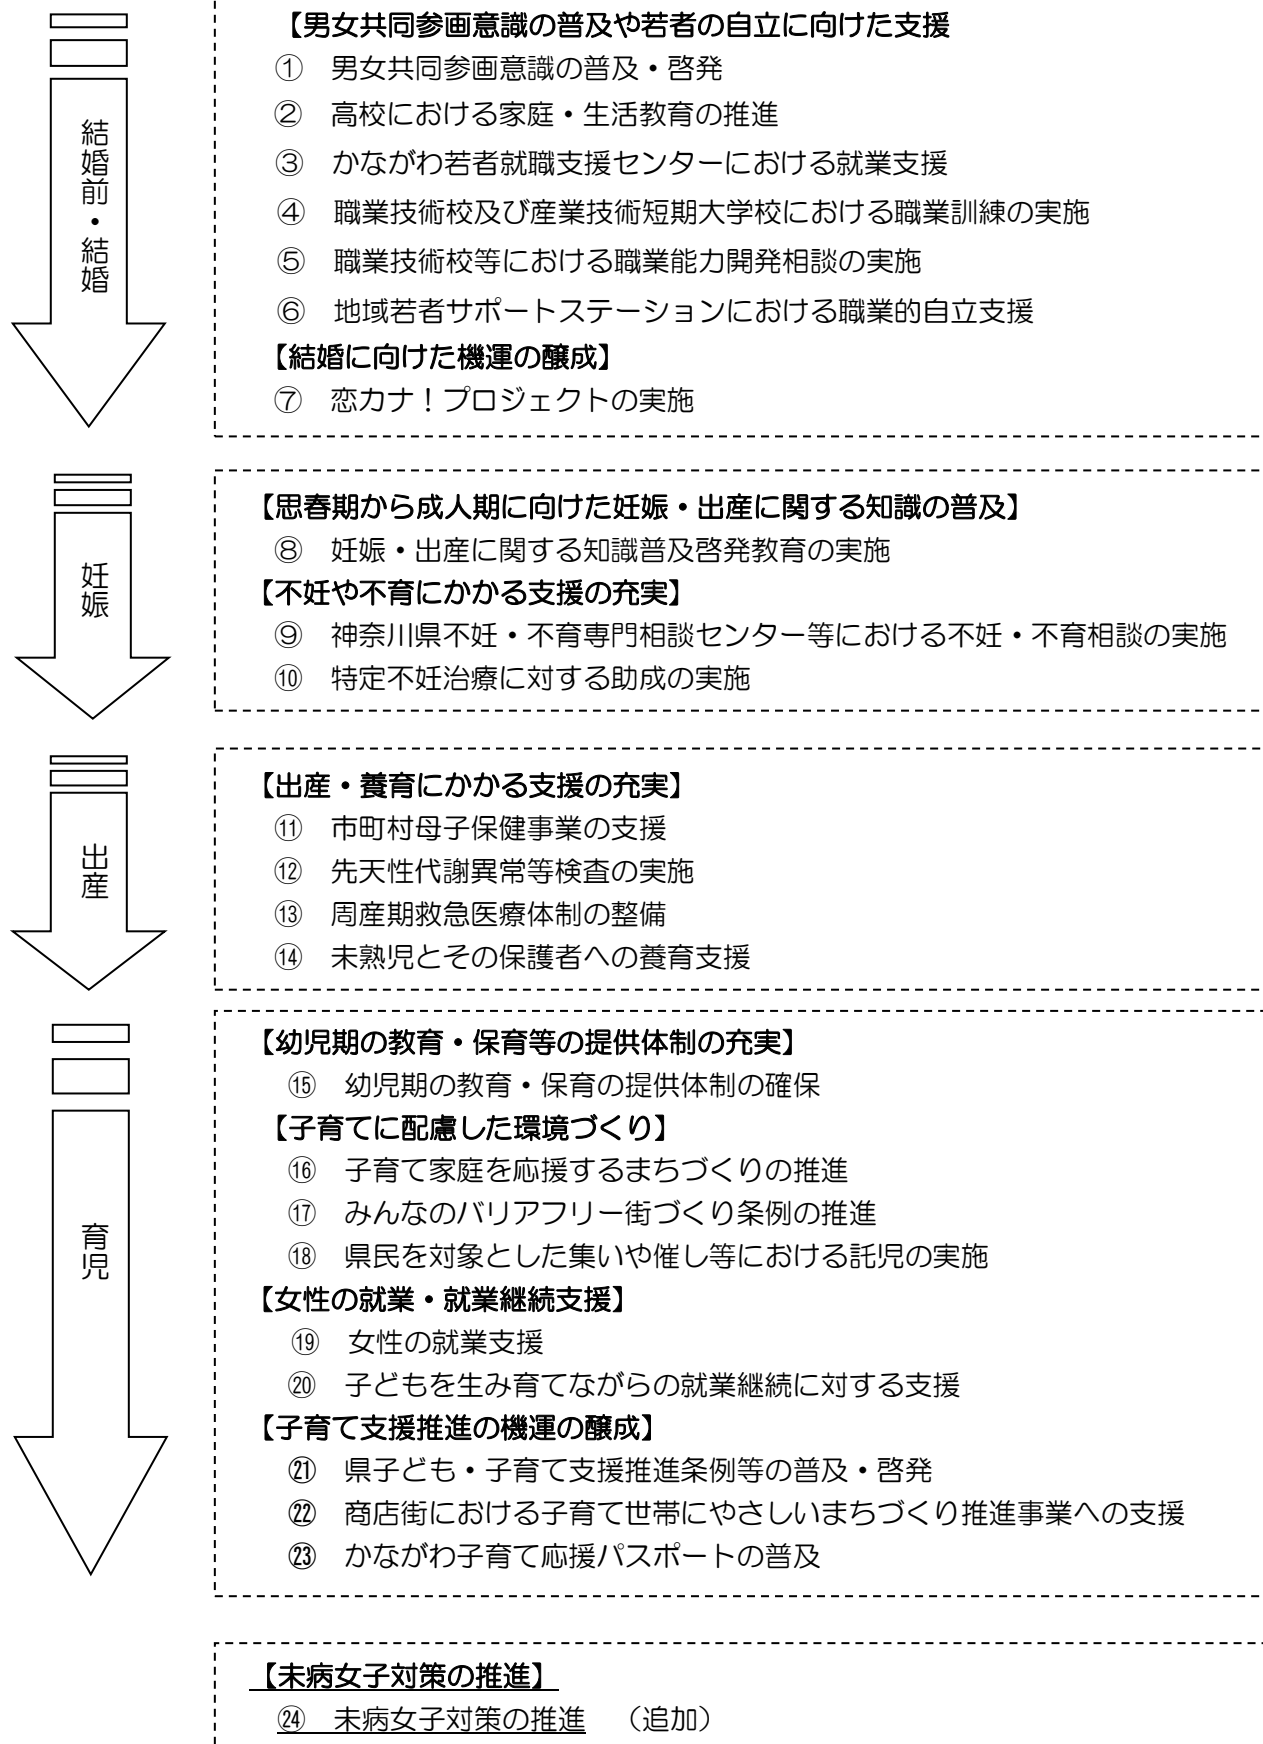 結婚前・結婚
【男女共同参画意識の普及や若者の自立に向けた支援
① 男女共同参画意識の普及・啓発
② 高校における家庭・生活教育の推進
③ かながわ若者就職支援センターにおける就業支援
④ 職業技術校及び産業技術短期大学校における職業訓練の実施
⑤ 職業技術校等における職業能力開発相談の実施
⑥ 地域若者サポートステーションにおける職業的自立支援
【結婚に向けた機運の醸成】
⑦ 恋カナ！プロジェクトの実施
妊娠
【思春期から成人期に向けた妊娠・出産に関する知識の普及】
⑧ 妊娠・出産に関する知識普及啓発教育の実施
【不妊や不育にかかる支援の充実】
⑨ 神奈川県不妊・不育専門相談センター等における不妊・不育相談の実施
⑩ 特定不妊治療に対する助成の実施
出産
【出産・養育にかかる支援の充実】
⑪ 市町村母子保健事業の支援
⑫ 先天性代謝異常等検査の実施
⑬ 周産期救急医療体制の整備
⑭ 未熟児とその保護者への養育支援
育児
【幼児期の教育・保育等の提供体制の充実】
⑮ 幼児期の教育・保育の提供体制の確保
【子育てに配慮した環境づくり】
⑯ 子育て家庭を応援するまちづくりの推進
⑰ みんなのバリアフリー街づくり条例の推進
⑱ 県民を対象とした集いや催し等における託児の実施
【女性の就業・就業継続支援】
⑲ 女性の就業支援
⑳ 子どもを生み育てながらの就業継続に対する支援
【子育て支援推進の機運の醸成】
㉑ 県子ども・子育て支援推進条例等の普及・啓発
㉒ 商店街における子育て世帯にやさしいまちづくり推進事業への支援
㉓ かながわ子育て応援パスポートの普及
【未病女子対策の推進】
㉔ 未病女子対策の推進 （追加）